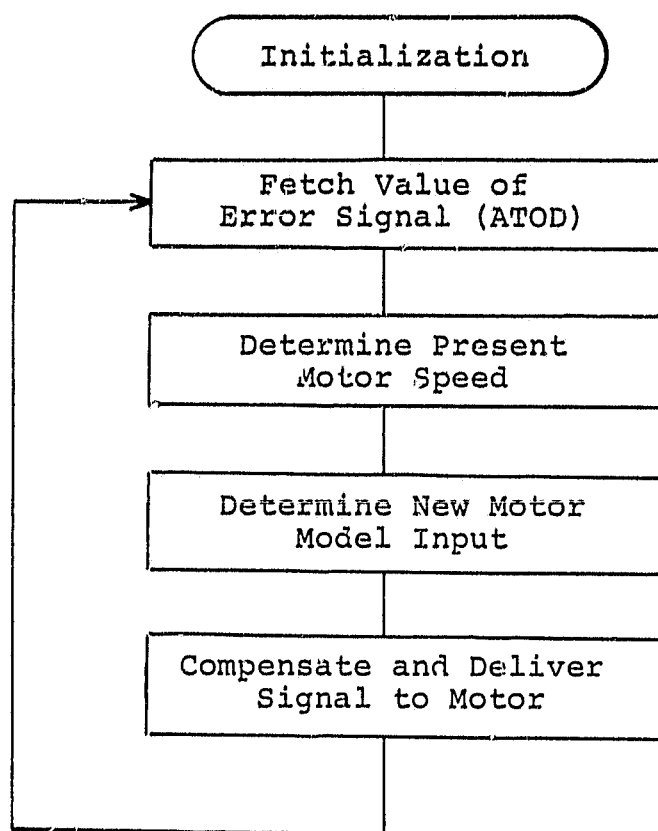 Initialization
Fetch Value of
Error Signal (ATOD)
Determine Present
Motor Speed
Determine New Motor
Model Input
Compensate and Deliver
Signal to Motor